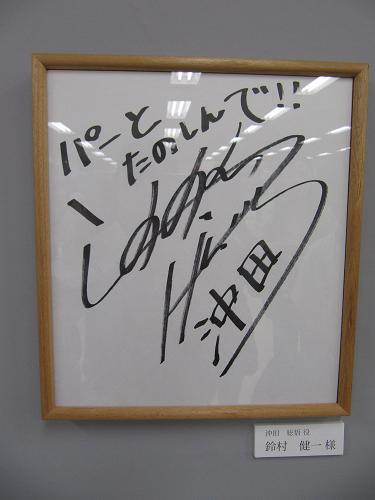 パーと
たのしんで!!
沖田
沖田 総悟 役
鈴村 健一 様